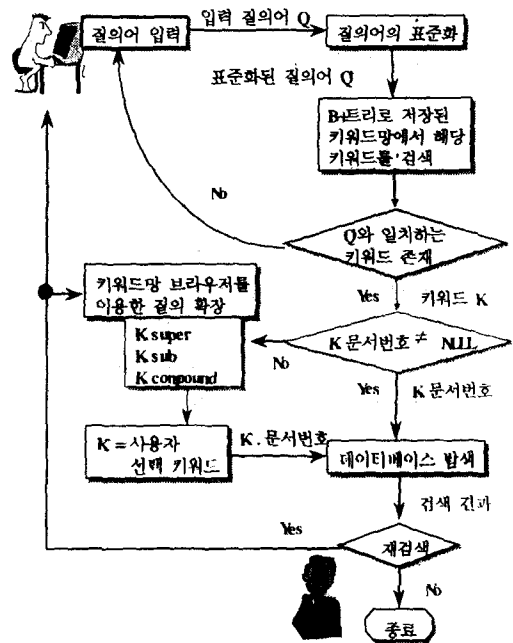 질의어 입력
입력 질의어 Q
질의어의 표준화
표준화된 질의어 Q
B+트리로 저장된
키워드망에서 해당
키워드를 검색
No
Q와 일치하는
키워드 존재
Yes
키워드 K
키워드망 브라우저를
이용한 질의 확장
K super
K sub
K conpound
K 문서번호 ≠ NULL
No
Yes
K 문서번호
K = 사용자
선택 키워드
K . 문서번호
데이터베이스 탐색
검색 결과
Yes
재검색
No
종료